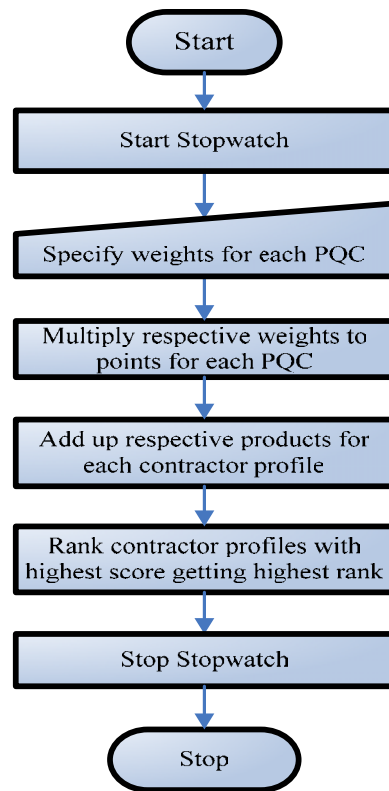 Start
Start Stopwatch
Specify weights for each PQC
Multiply respective weights to
points for each PQC
Add up respective products for
each contractor profile
Rank contractor profiles with
highest score getting highest rank
Stop Stopwatch
Stop